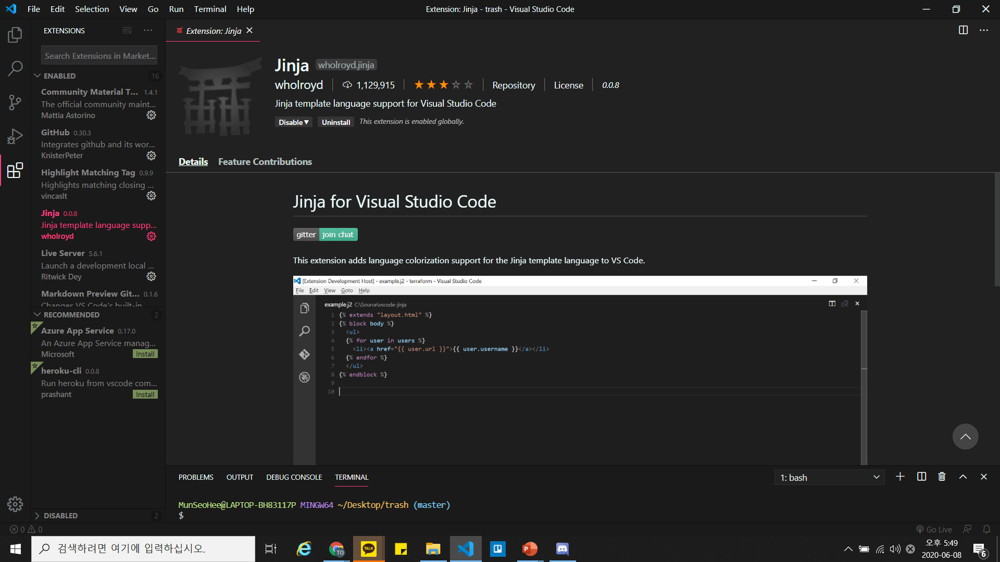 File Edit Selection View Go Run Terminal Help
Extension: Jinja - trash - Visual Studio Code
EXTENSIONS
Search Extensions in Market...
ENABLED 16
Community Material T... 1.4.1
The official community maint...
Mattia Astorino
GitHub 0.30.3
Integrates github and its wor...
KnisterPeter
Highlight Matching Tag 0.9.9
Highlights matching closing ...
vincaslt
Jinja 0.0.8
Jinja template language supp...
wholroyd
Live Server 5.6.1
Launch a development local ...
Ritwick Dey
Markdown Preview Git... 0.1.6
Changes VS Code's built-in
RECOMMENDED 2
Azure App Service 0.17.0
An Azure App Service manag...
Microsoft Install
heroku-cli 0.0.8
Run heroku from vscode com...
prashant Install
DISABLED 2
Extension: Jinja
Jinja wholroyd.jinja
wholroyd 1,129,915 Repository License 0.0.8
Jinja template language support for Visual Studio Code
Disable▼ Uninstall This extension is enabled globally.
Details Feature Contributions
Jinja for Visual Studio Code
gitter join chat
This extension adds language colorization support for the Jinja template language to VS Code.
[Extension Development Host] - example.j2 - terraform - Visual Studio Code
File Edit View Goto Help
example.j2 C:\Source\vscode-jinja
1 {% extends "layout.html" %}
2 {% block body %}
3 <ul>
4 {% for user in users %}
5 <li><a href="{{ user.url }}">{{ user.username }}</a></li>
6 {% endfor %}
7 </ul>
8 {% endblock %}
9
10
PROBLEMS OUTPUT DEBUG CONSOLE TERMINAL
1: bash
MunSeoHee@LAPTOP-BH83117P MINGW64 ~/Desktop/trash (master)
$
0 0
Go Live
검색하려면 여기에 입력하십시오.
TO
TALK
오후 5:49
2020-06-08
6